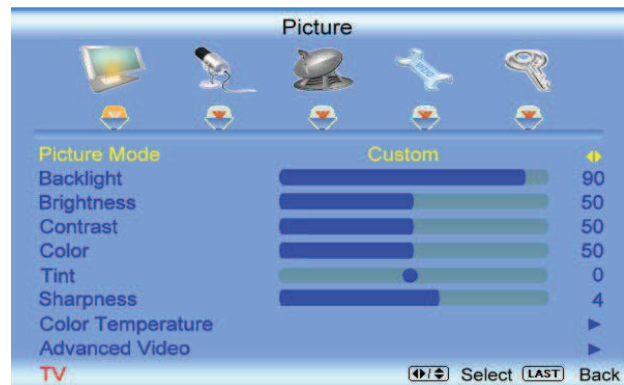 Picture
Picture Mode Custom
Backlight 90
Brightness 50
Contrast 50
Color 50
Tint 0
Sharpness 4
Color Temperature
Advanced Video
TV Select LAST Back